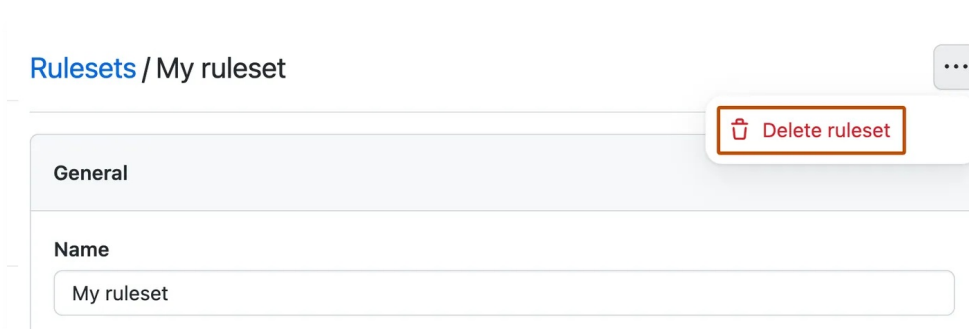 Rulesets / My ruleset
Delete ruleset
General
Name
My ruleset